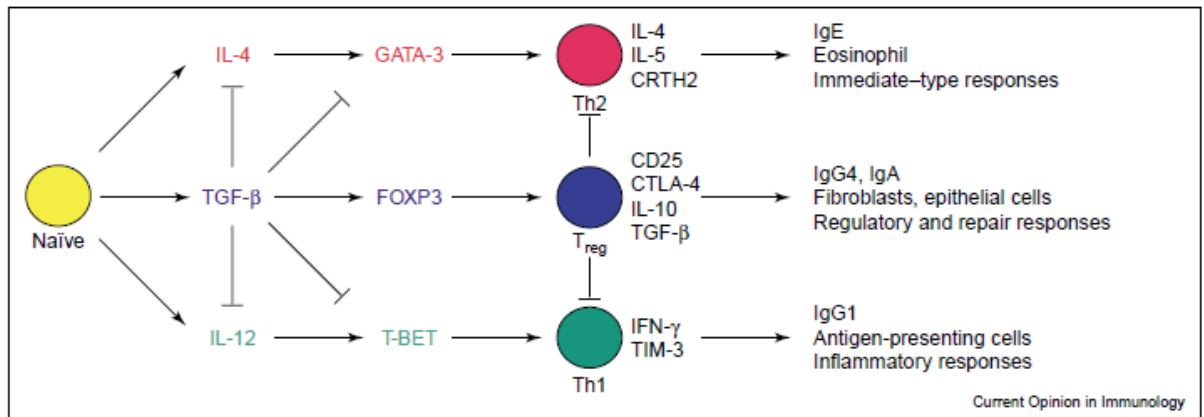 IL-4
GATA-3
IL-4
IL-5
CRTH2
Th2
IgE
Eosinophil
Immediate–type responses
Naïve
TGF-β
FOXP3
CD25
CTLA-4
IL-10
TGF-β
Treg
IgG4, IgA
Fibroblasts, epithelial cells
Regulatory and repair responses
IL-12
T-BET
IFN-γ
TIM-3
Th1
IgG1
Antigen-presenting cells
Inflammatory responses
Current Opinion in Immunology